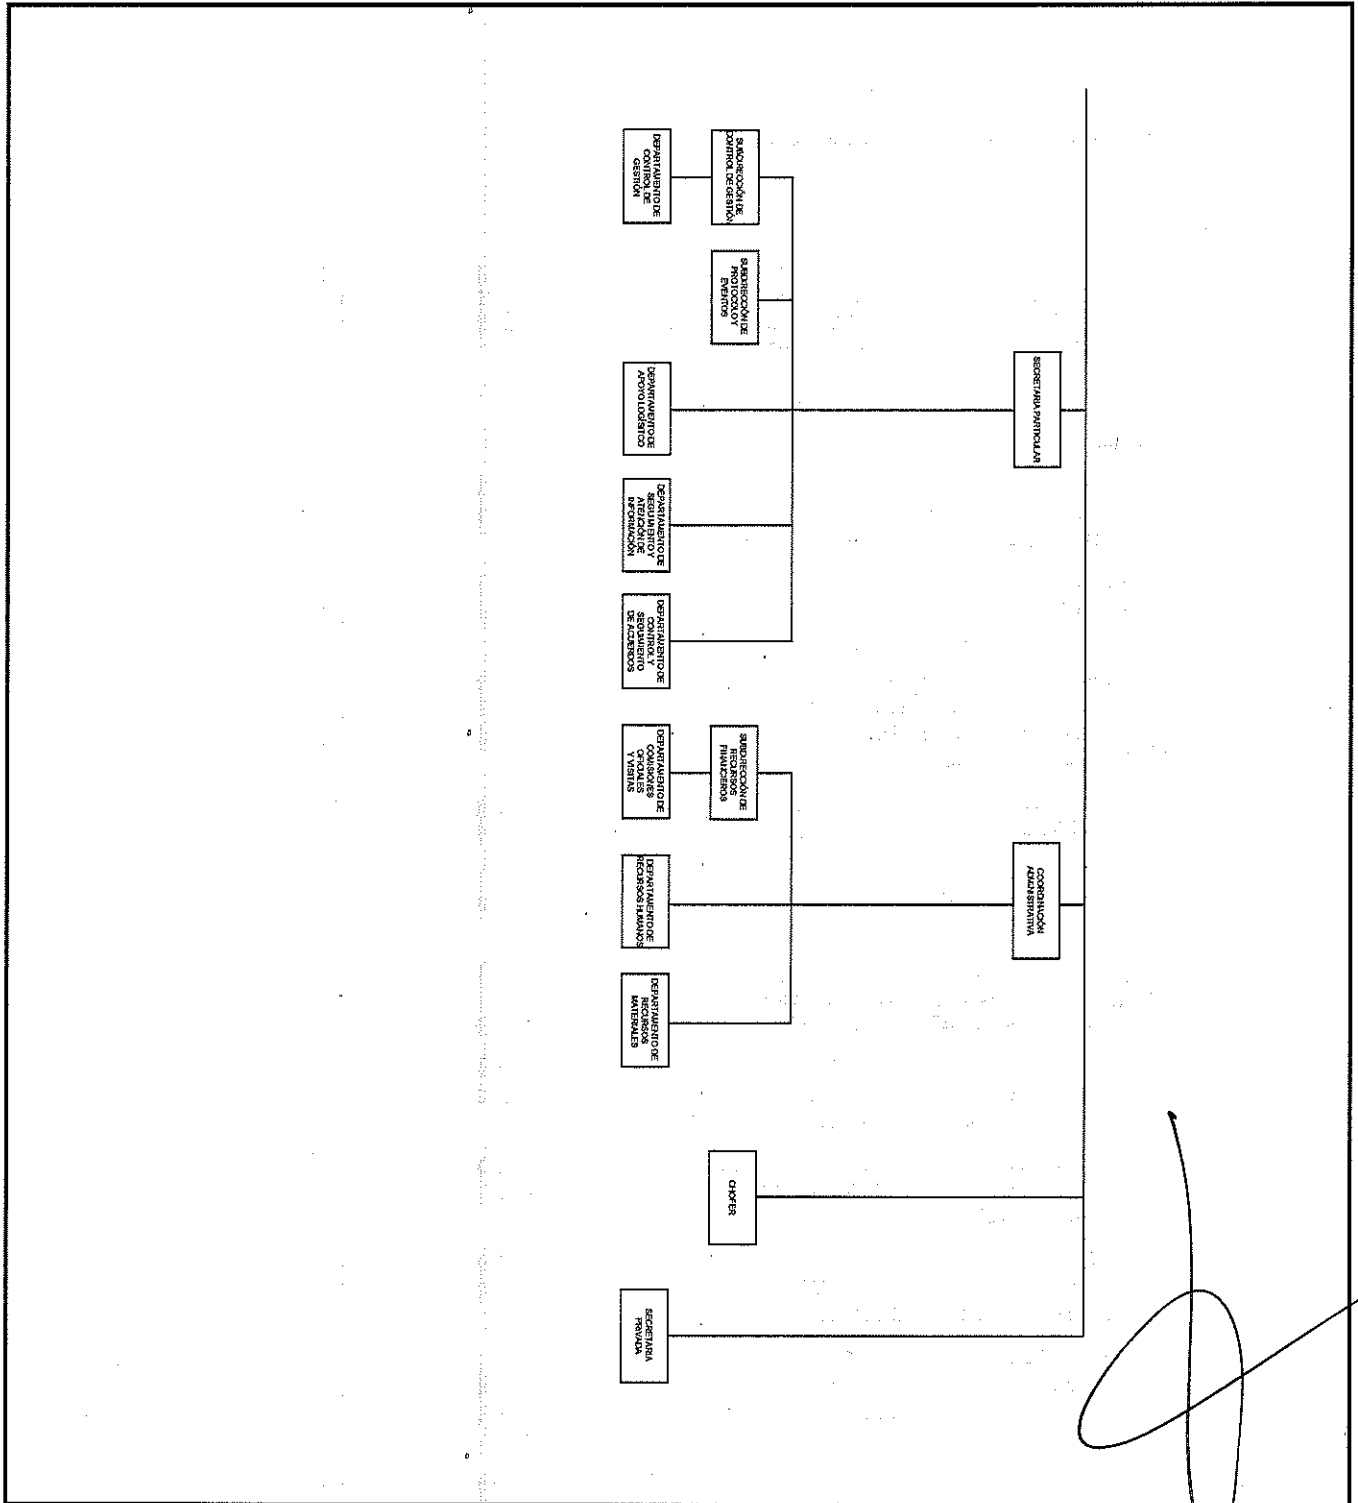 SECRETARIA PARTICULAR
COORDINACIÓN
ADMINISTRATIVA
SUBDIRECCIÓN DE
CONTROL DE GESTIÓN
SUBDIRECCIÓN DE
PROTOCOLO Y
EVENTOS
SUBDIRECCIÓN DE
RECURSOS
FINANCIEROS
CHOFER
DEPARTAMENTO DE
CONTROL DE
GESTIÓN
DEPARTAMENTO DE
APOYO LOGÍSITCO
DEPARTAMENTO DE
SEGUIMIENTO Y
ATENCIÓN DE
INFORMACIÓN
DEPARTAMENTO DE
CONTROL Y
SEGUIMIENTO
DE ACUERDOS
DEPARTAMENTO DE
COMISIONES
OFICIALES
Y VISITAS
DEPARTAMENTO DE
RECURSOS HUMANOS
DEPARTAMENTO DE
RECURSOS
MATERIALES
SECRETARIA
PRIVADA